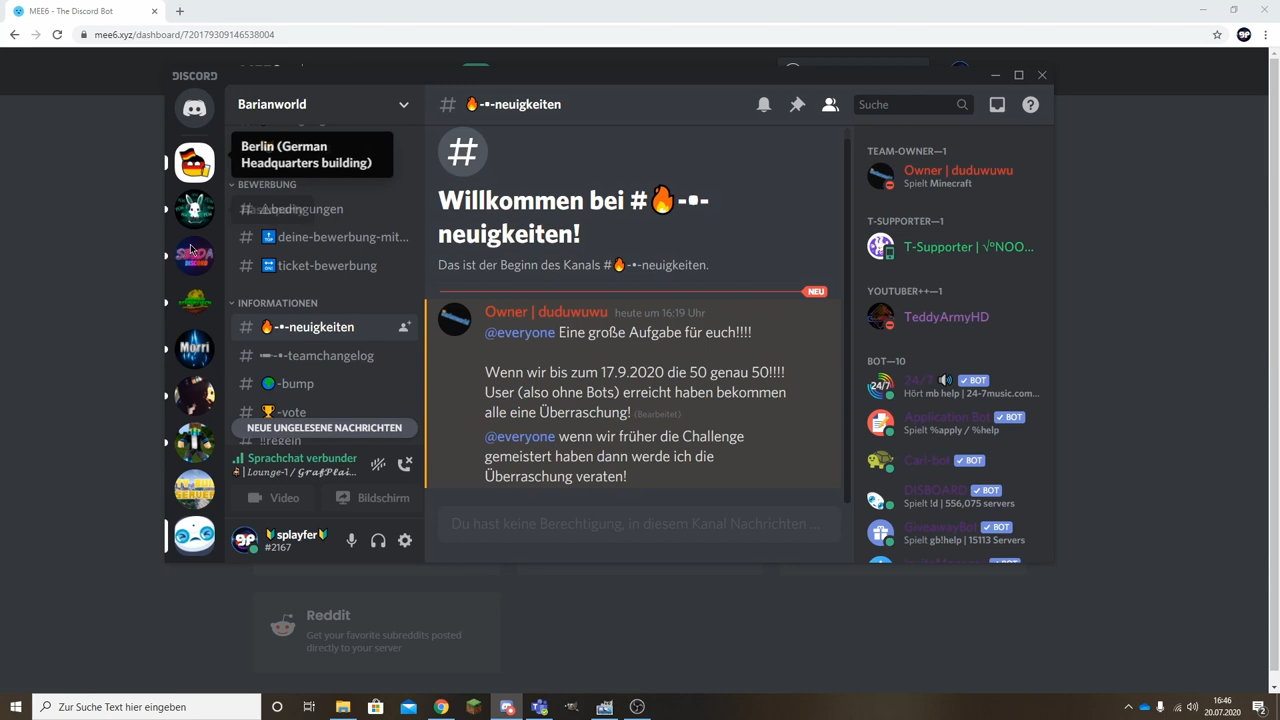 MEE6 - The Discord Bot
mee6.xyz/dashboard/720179309146538004
DISCORD
Barianworld
Berlin (German
Headquarters building)
BEWERBUNG
deine-bewerbung-mit...
ticket-bewerbung
INFORMATIONEN
🔥-▪-neuigkeiten
-▪-teamchangelog
🌍-bump
🏆-vote
NEUE UNGELESENE NACHRICHTEN
!!regeln
Sprachchat verbunden
lounge-1 / GrafPlai...
Video
Bildschirm
🔰splayfer🔰
#2167
Morri
# 🔥-▪-neuigkeiten
Suche
Willkommen bei #🔥-▪-
neuigkeiten!
Das ist der Beginn des Kanals #🔥-▪-neuigkeiten.
NEU
Owner | duduwuwu heute um 16:19 Uhr
@everyone Eine große Aufgabe für euch!!!!
Wenn wir bis zum 17.9.2020 die 50 genau 50!!!!
User (also ohne Bots) erreicht haben bekommen
alle eine Überraschung! (Bearbeitet)
@everyone wenn wir früher die Challenge
gemeistert haben dann werde ich die
Überraschung veraten!
Du hast keine Berechtigung, in diesem Kanal Nachrichten ...
TEAM-OWNER—1
Owner | duduwuwu
Spielt Minecraft
T-SUPPORTER—1
T-Supporter | √ºNOO...
YOUTUBER++—1
TeddyArmyHD
BOT—10
24/7 🔊 ✓ BOT
Hört mb help | 24-7music.com...
Application Bot ✓ BOT
Spielt %apply / %help
Carl-bot ✓ BOT
DISBOARD ✓ BOT
Spielt !d | 556,075 servers
GiveawayBot ✓ BOT
Spielt gb!help | 15113 Servers
Reddit
Get your favorite subreddits posted
directly to your server
Zur Suche Text hier eingeben
16:46
20.07.2020